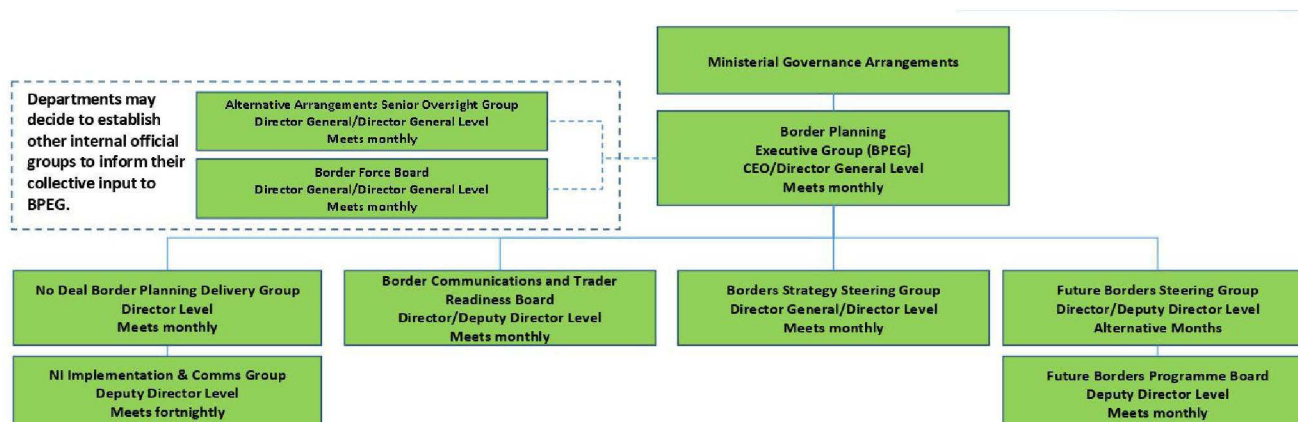 Ministerial Governance Arrangements
Departments may
decide to establish
other internal official
groups to inform their
collective input to
BPEG.
Alternative Arrangements Senior Oversight Group
Director General/Director General Level
Meets monthly
Border Force Board
Director General/Director General Level
Meets monthly
Border Planning
Executive Group (BPEG)
CEO/Director General Level
Meets monthly
No Deal Border Planning Delivery Group
Director Level
Meets monthly
Border Communications and Trader
Readiness Board
Director/Deputy Director Level
Meets monthly
Borders Strategy Steering Group
Director General/Director Level
Meets monthly
Future Borders Steering Group
Director/Deputy Director Level
Alternative Months
NI Implementation & Comms Group
Deputy Director Level
Meets fortnightly
Future Borders Programme Board
Deputy Director Level
Meets monthly